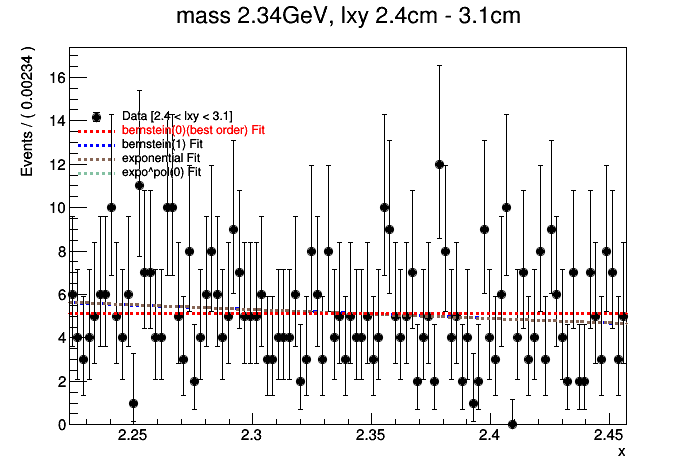 mass 2.34GeV, lxy 2.4cm - 3.1cm
Events / ( 0.00234 )
16
14
12
10
8
6
4
2
0
Data [2.4 < lxy < 3.1]
bernstein(0)(best order) Fit
bernstein(1) Fit
exponential Fit
expo^pol(0) Fit
2.25
2.3
2.35
2.4
2.45
x